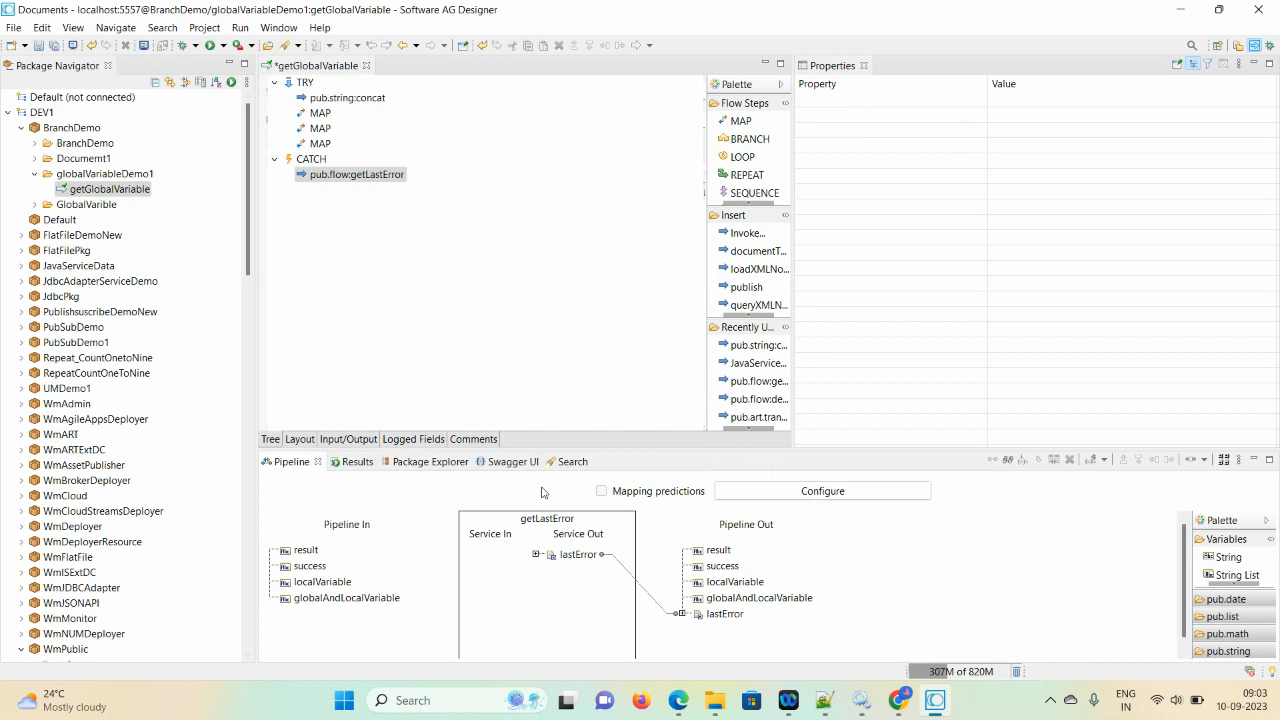 Documents - localhost:5557@BranchDemo/globalVariableDemo1:getGlobalVariable - Software AG Designer
File Edit View Navigate Search Project Run Window Help
Package Navigator
Default (not connected)
DEV1
BranchDemo
BranchDemo
Documemt1
globalVariableDemo1
getGlobalVariable
GlobalVarible
Default
FlatFileDemoNew
FlatFilePkg
JavaServiceData
JdbcAdapterServiceDemo
JdbcPkg
PublishsuscribeDemoNew
PubSubDemo
PubSubDemo1
Repeat_CountOnetoNine
RepeatCountOneToNine
UMDemo1
WmAdmin
WmAgileAppsDeployer
WmART
WmARTExtDC
WmAssetPublisher
WmBrokerDeployer
WmCloud
WmCloudStreamsDeployer
WmDeployer
WmDeployerResource
WmFlatFile
WmISExtDC
WmJDBCAdapter
WmJSONAPI
WmMonitor
WmNUMDeployer
WmPublic
*getGlobalVariable
TRY
pub.string:concat
MAP
MAP
MAP
CATCH
pub.flow:getLastError
Tree Layout Input/Output Logged Fields Comments
Palette
Flow Steps
MAP
BRANCH
LOOP
REPEAT
SEQUENCE
Insert
Invoke...
documentT...
loadXMLNo...
publish
queryXMLN...
Recently U...
pub.string:c...
JavaService...
pub.flow:ge...
pub.flow:de...
pub.art.tran...
Properties
Property Value
Pipeline Results Package Explorer Swagger UI Search
Mapping predictions Configure
Pipeline In
result
success
localVariable
globalAndLocalVariable
getLastError
Service In Service Out
lastError
Pipeline Out
result
success
localVariable
globalAndLocalVariable
lastError
Palette
Variables
String
String List
pub.date
pub.list
pub.math
pub.string
307M of 820M
24°C
Mostly cloudy
Search
4
ENG
IN
09:03
10-09-2023